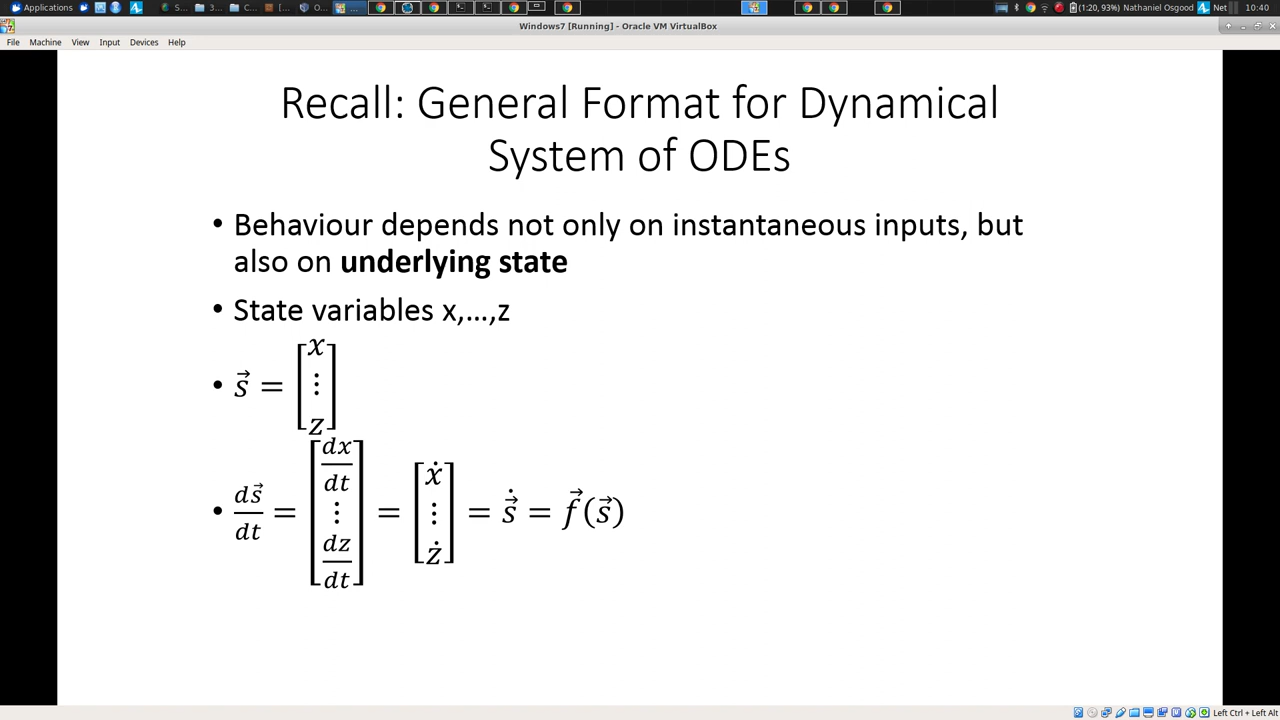 Applications S... 3... C... [... O... ... (1:20, 93%) Nathaniel Osgood Net 10:40
Windows7 [Running] - Oracle VM VirtualBox
File Machine View Input Devices Help
Recall: General Format for Dynamical
System of ODEs
• Behaviour depends not only on instantaneous inputs, but
also on underlying state
• State variables x,...,z
• s⃗ = [x ⋮ z]
• ds⃗/dt = [dx/dt ⋮ dz/dt] = [ẋ ⋮ ż] = s⃗̇ = f⃗(s⃗)
Left Ctrl + Left Alt